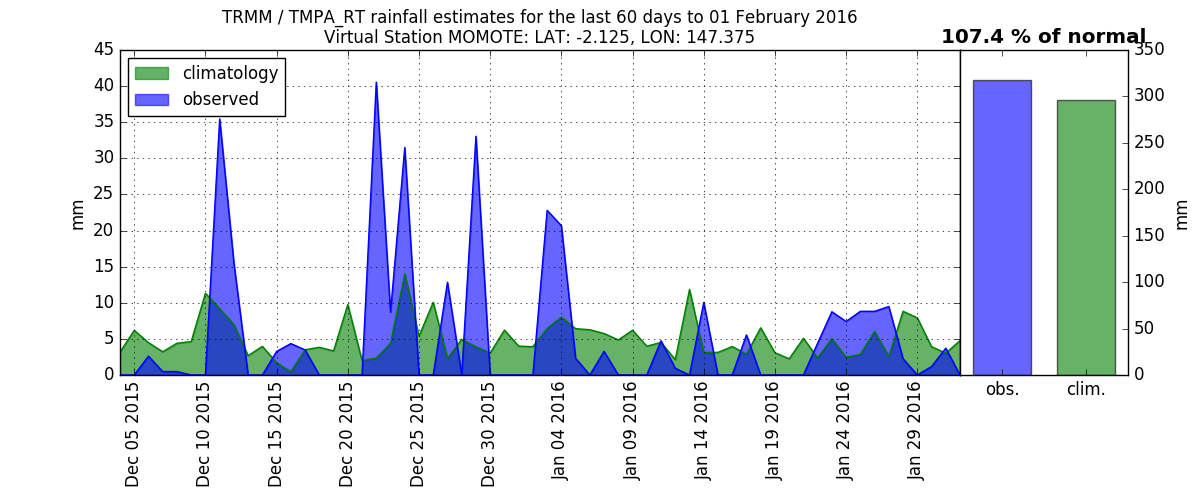 TRMM / TMPA_RT rainfall estimates for the last 60 days to 01 February 2016
Virtual Station MOMOTE: LAT: -2.125, LON: 147.375
107.4 % of normal
climatology
observed
mm
45
40
35
30
25
20
15
10
5
0
Dec 05 2015
Dec 10 2015
Dec 15 2015
Dec 20 2015
Dec 25 2015
Dec 30 2015
Jan 04 2016
Jan 09 2016
Jan 14 2016
Jan 19 2016
Jan 24 2016
Jan 29 2016
350
300
250
200
150
100
50
0
mm
obs.
clim.